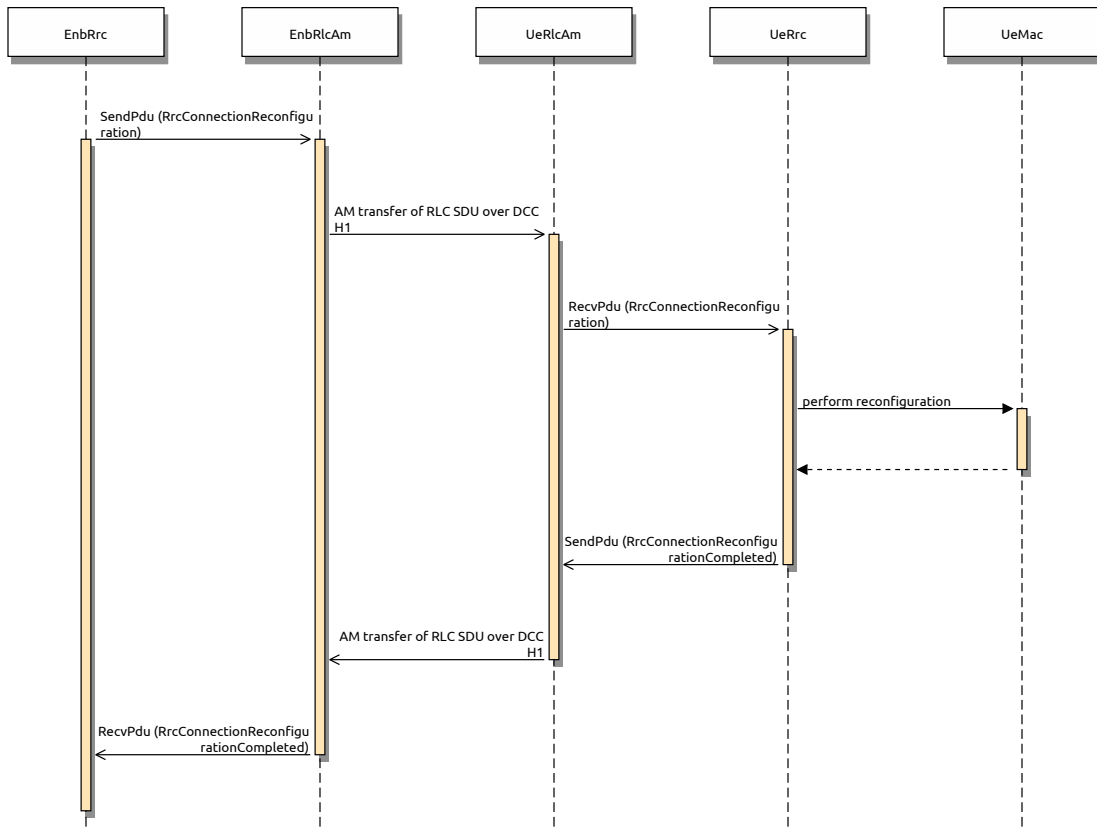 EnbRrc
EnbRlcAm
UeRlcAm
UeRrc
UeMac
SendPdu (RrcConnectionReconfigu
ration)
AM transfer of RLC SDU over DCC
H1
RecvPdu (RrcConnectionReconfigu
ration)
perform reconfiguration
SendPdu (RrcConnectionReconfigu
rationCompleted)
AM transfer of RLC SDU over DCC
H1
RecvPdu (RrcConnectionReconfigu
rationCompleted)